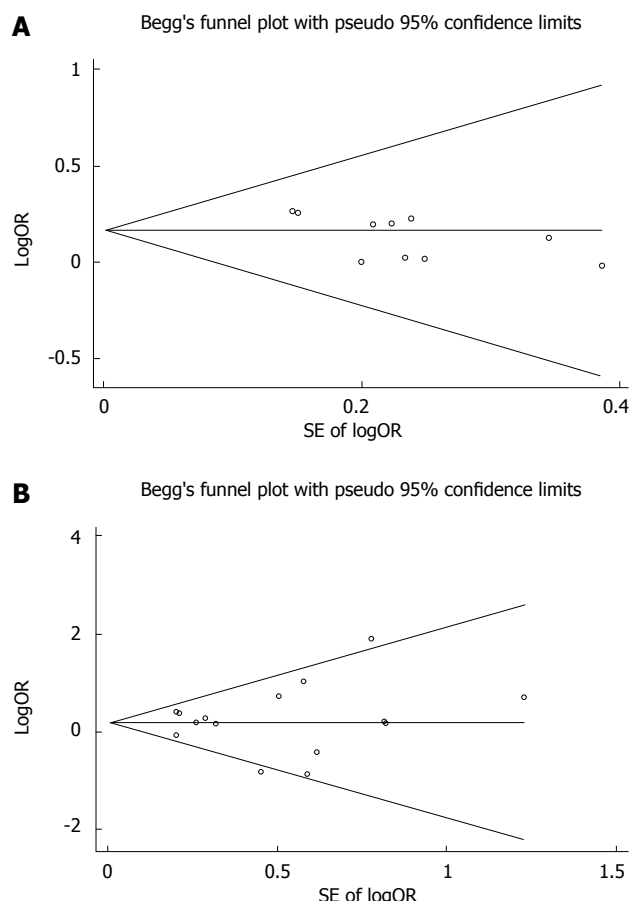 A
Begg's funnel plot with pseudo 95% confidence limits
1
0.5
0
-0.5
LogOR
0
0.2
0.4
SE of logOR
B
Begg's funnel plot with pseudo 95% confidence limits
4
2
0
-2
LogOR
0
0.5
1
1.5
SE of logOR